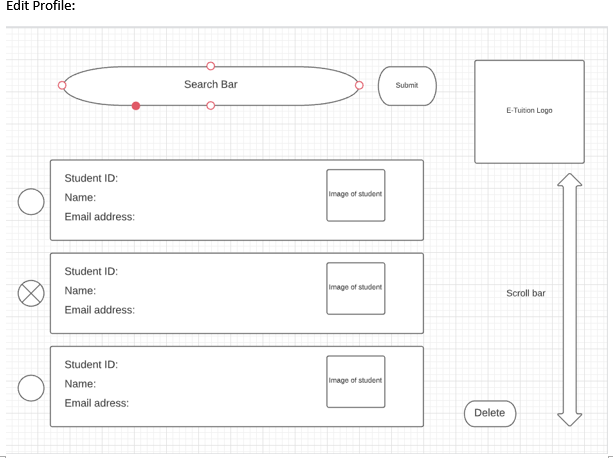 Edit Profile:
Search Bar
Submit
E-Tuition Logo
Student ID:
Name:
Email address:
Image of student
Student ID:
Name:
Email address:
Image of student
Scroll bar
Student ID:
Name:
Email adress:
Image of student
Delete